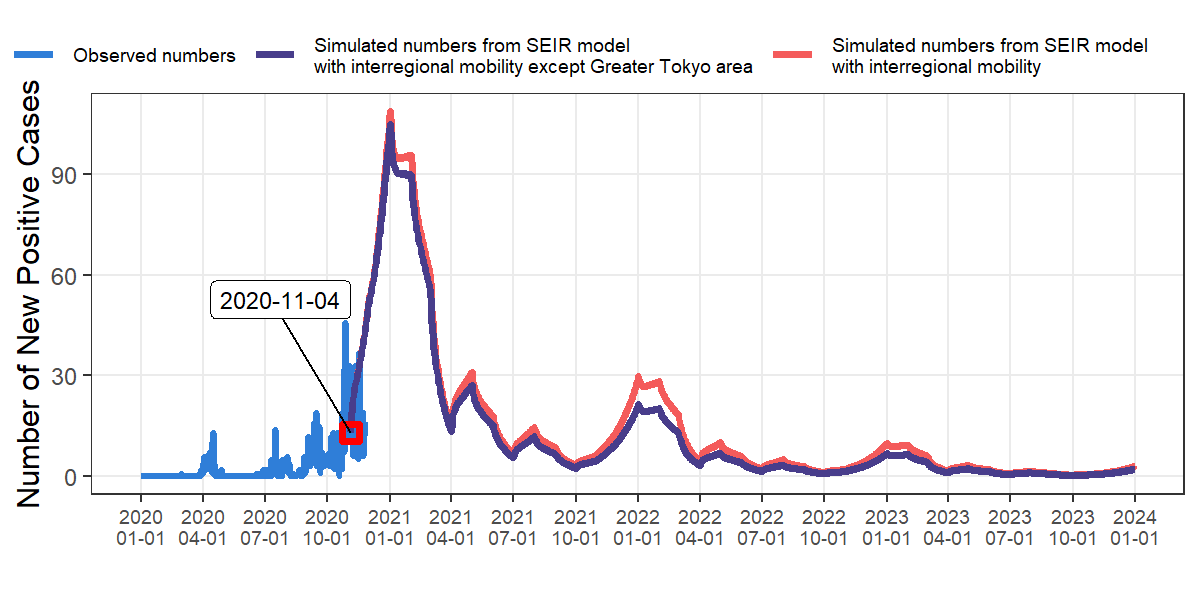 Observed numbers
Simulated numbers from SEIR model
with interregional mobility except Greater Tokyo area
Simulated numbers from SEIR model
with interregional mobility
Number of New Positive Cases
90
60
30
0
2020-11-04
2020 2020 2020 2020 2021 2021 2021 2021 2022 2022 2022 2022 2023 2023 2023 2023 2024
01-01 04-01 07-01 10-01 01-01 04-01 07-01 10-01 01-01 04-01 07-01 10-01 01-01 04-01 07-01 10-01 01-01